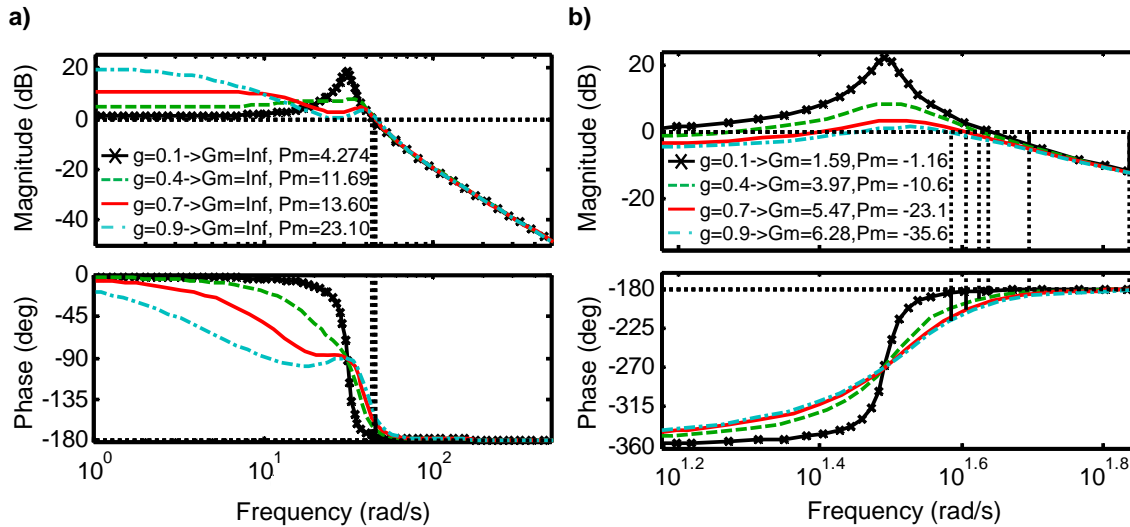 a)
Magnitude (dB)
20
0
-20
-40
g=0.1->Gm=Inf, Pm=4.274
g=0.4->Gm=Inf, Pm=11.69
g=0.7->Gm=Inf, Pm=13.60
g=0.9->Gm=Inf, Pm=23.10
Phase (deg)
0
-45
-90
-135
-180
10^0
10^1
10^2
Frequency (rad/s)
b)
Magnitude (dB)
20
0
-20
g=0.1->Gm=1.59,Pm= -1.16
g=0.4->Gm=3.97,Pm= -10.6
g=0.7->Gm=5.47,Pm= -23.1
g=0.9->Gm=6.28,Pm= -35.6
Phase (deg)
-180
-225
-270
-315
-360
10^1.2
10^1.4
10^1.6
10^1.8
Frequency (rad/s)